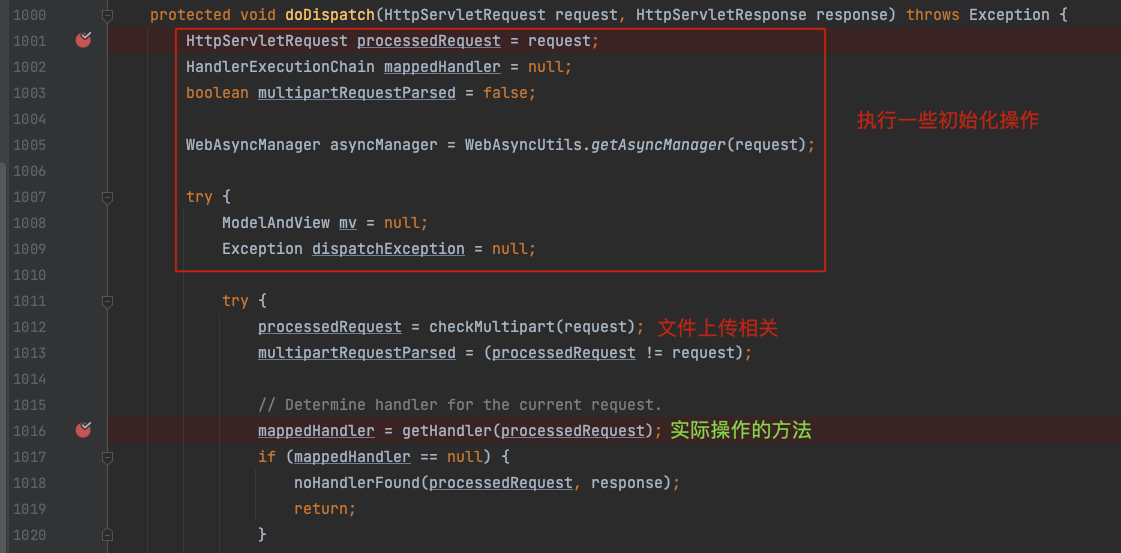 1000 protected void doDispatch(HttpServletRequest request, HttpServletResponse response) throws Exception {
1001 HttpServletRequest processedRequest = request;
1002 HandlerExecutionChain mappedHandler = null;
1003 boolean multipartRequestParsed = false;
1004 执行一些初始化操作
1005 WebAsyncManager asyncManager = WebAsyncUtils.getAsyncManager(request);
1006
1007 try {
1008 ModelAndView mv = null;
1009 Exception dispatchException = null;
1010
1011 try {
1012 processedRequest = checkMultipart(request); 文件上传相关
1013 multipartRequestParsed = (processedRequest != request);
1014
1015 // Determine handler for the current request.
1016 mappedHandler = getHandler(processedRequest); 实际操作的方法
1017 if (mappedHandler == null) {
1018 noHandlerFound(processedRequest, response);
1019 return;
1020 }